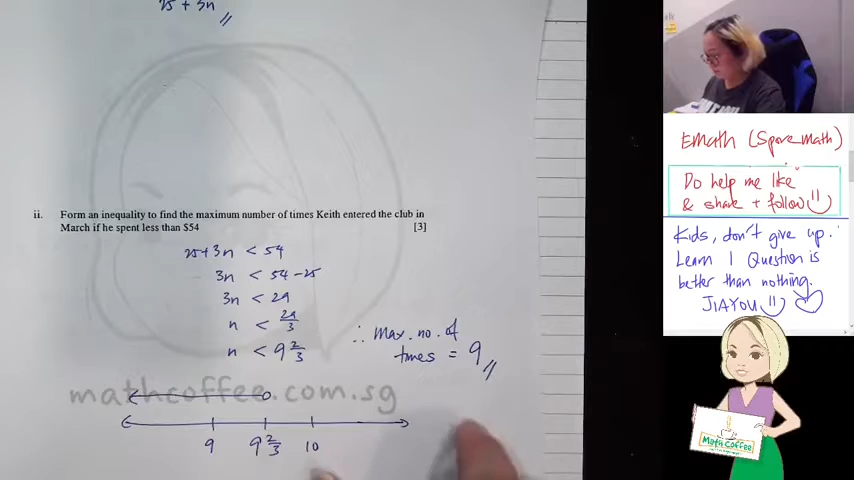 25 + 3n
ii. Form an inequality to find the maximum number of times Keith entered the club in
March if he spent less than $54 [3]
25+3n < 54
3n < 54-25
3n < 29
n < 29/3
n < 9 2/3
∴ Max. no. of
times = 9
mathcoffee.com.sg
9 9 2/3 10
Emath (Spore math)
Do help me like
& share + follow
Kids, don't give up.
Learn 1 Question is
better than nothing.
JIAYOU
Math Coffee